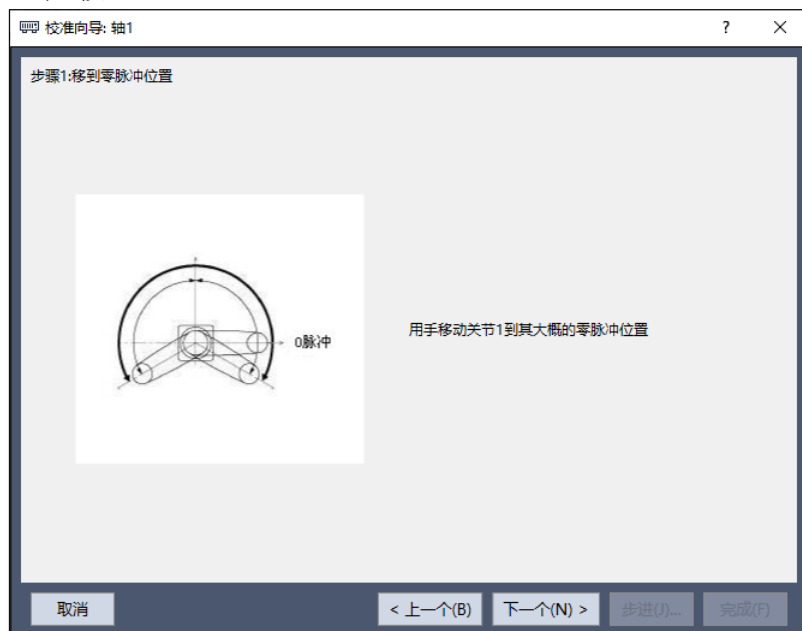 校准向导: 轴1
?
步骤1:移到零脉冲位置
0脉冲
用手移动关节1到其大概的零脉冲位置
取消
< 上一个(B)
下一个(N) >
步进(J)...
完成(F)